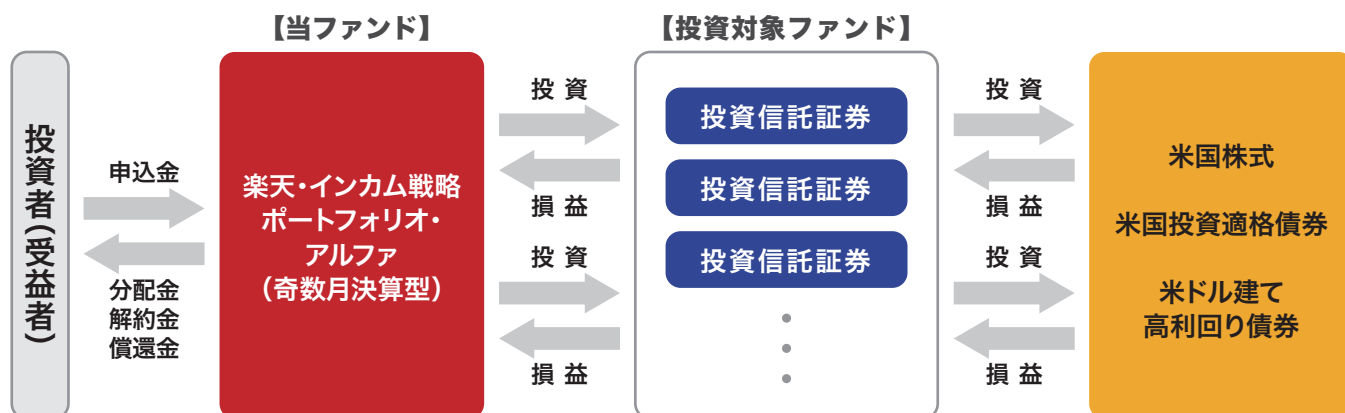 【当ファンド】
【投資対象ファンド】
投資者(受益者)
申込金
分配金
解約金
償還金
楽天・インカム戦略
ポートフォリオ・
アルファ
(奇数月決算型)
投資
損益
投資
損益
投資信託証券
投資信託証券
投資信託証券
投資
損益
投資
損益
米国株式
米国投資適格債券
米ドル建て
高利回り債券